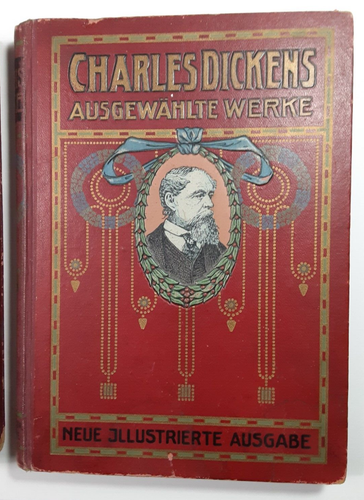 CHARLES DICKENS
AUSGEWÄHLTE WERKE
NEUE JLLUSTRIERTE AUSGABE